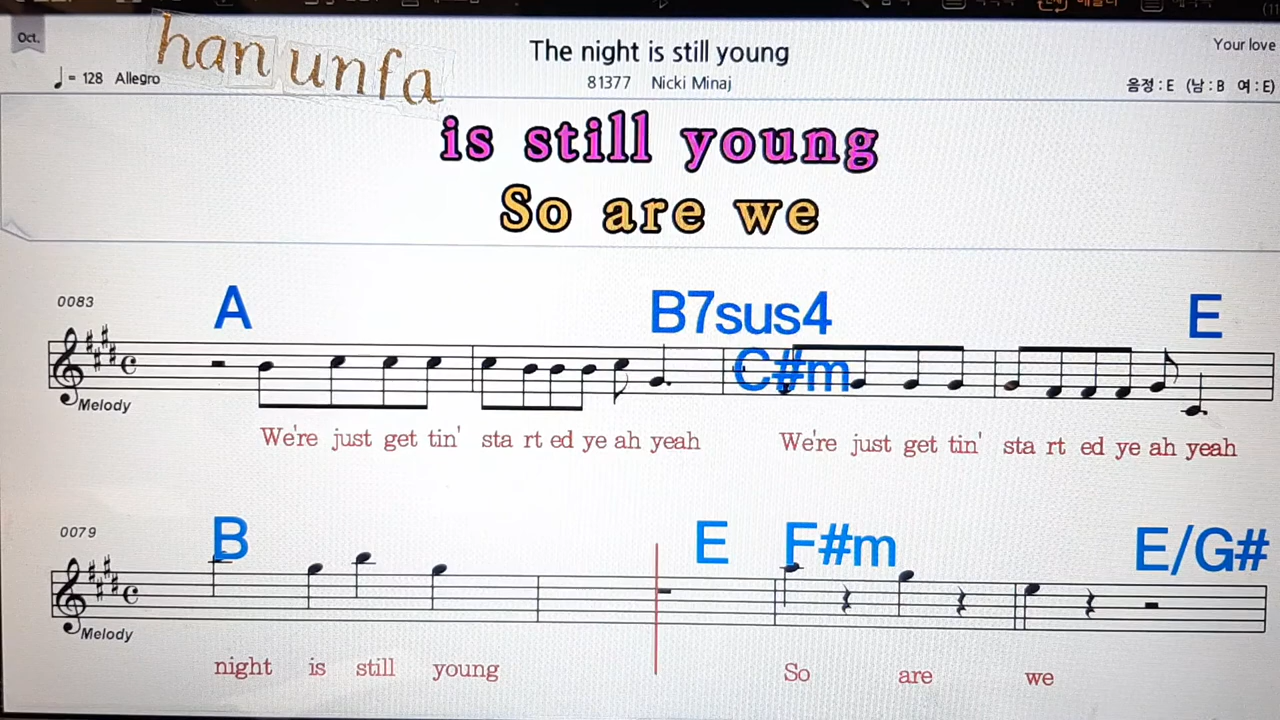 Oct.
han unfa
The night is still young
Your love
♩ = 128 Allegro
81377 Nicki Minaj
음정 : E (남 : B 여 : E)
is still young
So are we
0083
A B7sus4 E
C#m
Melody
We're just get tin' sta rt ed ye ah yeah We're just get tin' sta rt ed ye ah yeah
0079
B E F#m E/G#
Melody
night is still young So are we